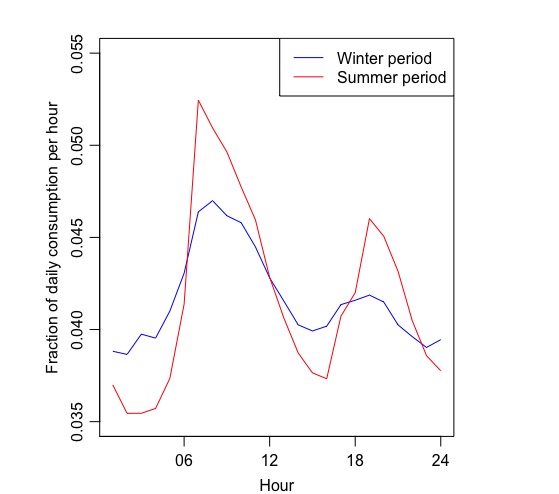 Winter period
Summer period
Fraction of daily consumption per hour
0.055
0.050
0.045
0.040
0.035
06 12 18 24
Hour